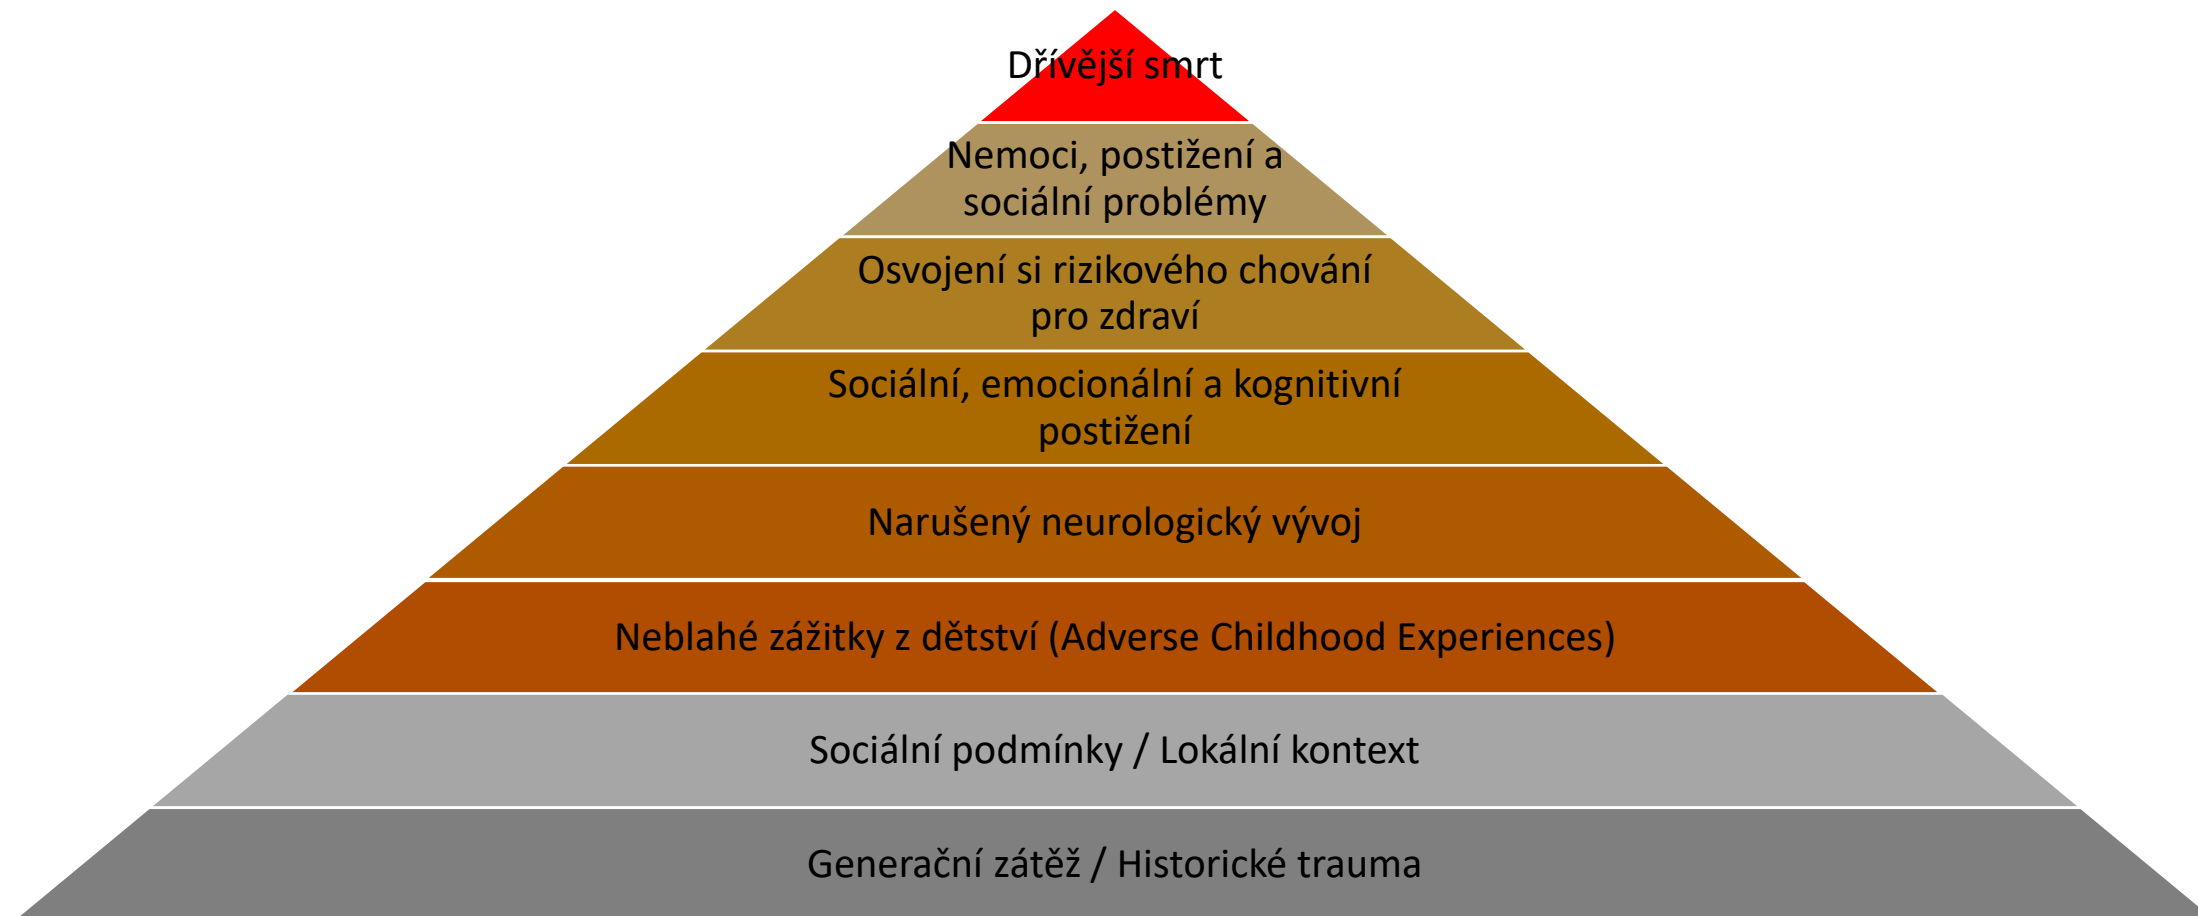 Dřívější smrt
Nemoci, postižení a
sociální problémy
Osvojení si rizikového chování
pro zdraví
Sociální, emocionální a kognitivní
postižení
Narušený neurologický vývoj
Neblahé zážitky z dětství (Adverse Childhood Experiences)
Sociální podmínky / Lokální kontext
Generační zátěž / Historické trauma